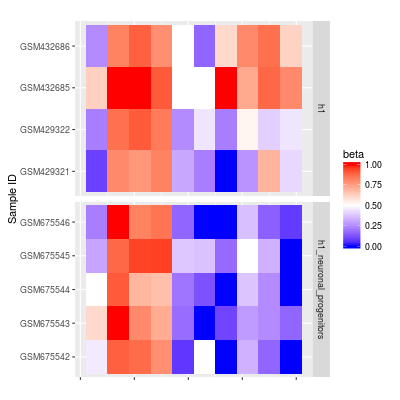 GSM432686
GSM432685
GSM429322
GSM429321
h1
GSM675546
GSM675545
GSM675544
GSM675543
GSM675542
h1_neuronal_progenitors
Sample ID
beta
1.00
0.75
0.50
0.25
0.00